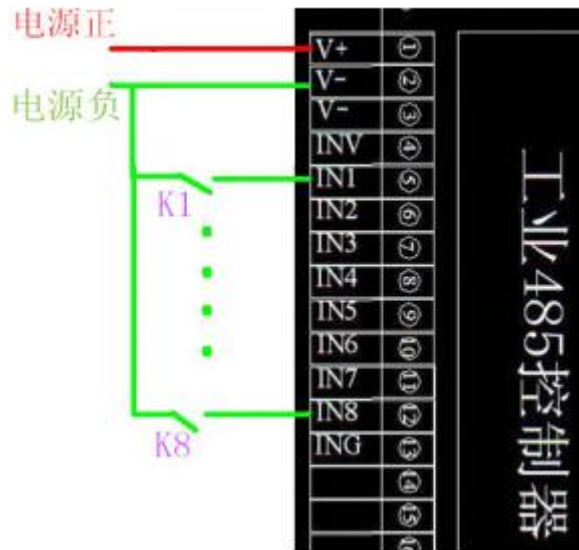 电源正
电源负
V+ ①
V- ②
V- ③
INV ④
IN1 ⑤
IN2 ⑥
IN3 ⑦
IN4 ⑧
IN5 ⑨
IN6 ⑩
IN7 ⑪
IN8 ⑫
ING ⑬
⑭
⑮
K1
K8
工业485控制器